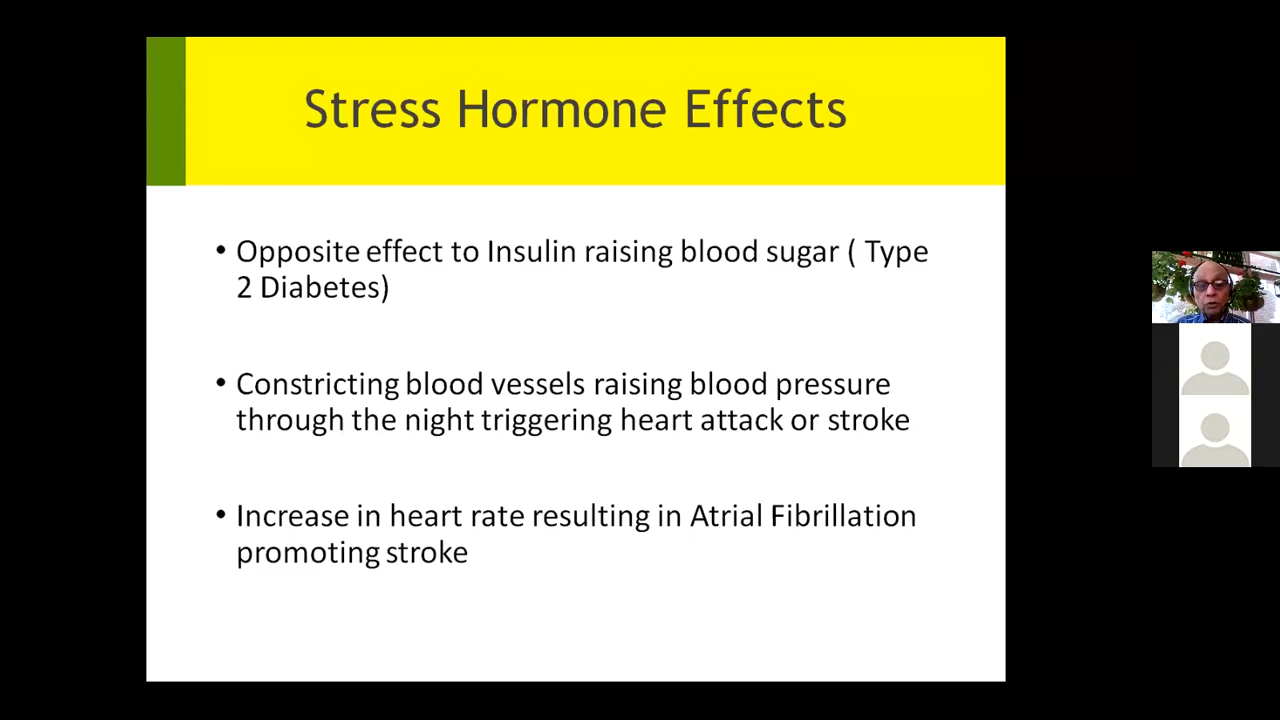 Stress Hormone Effects
• Opposite effect to Insulin raising blood sugar ( Type
2 Diabetes)
• Constricting blood vessels raising blood pressure
through the night triggering heart attack or stroke
• Increase in heart rate resulting in Atrial Fibrillation
promoting stroke